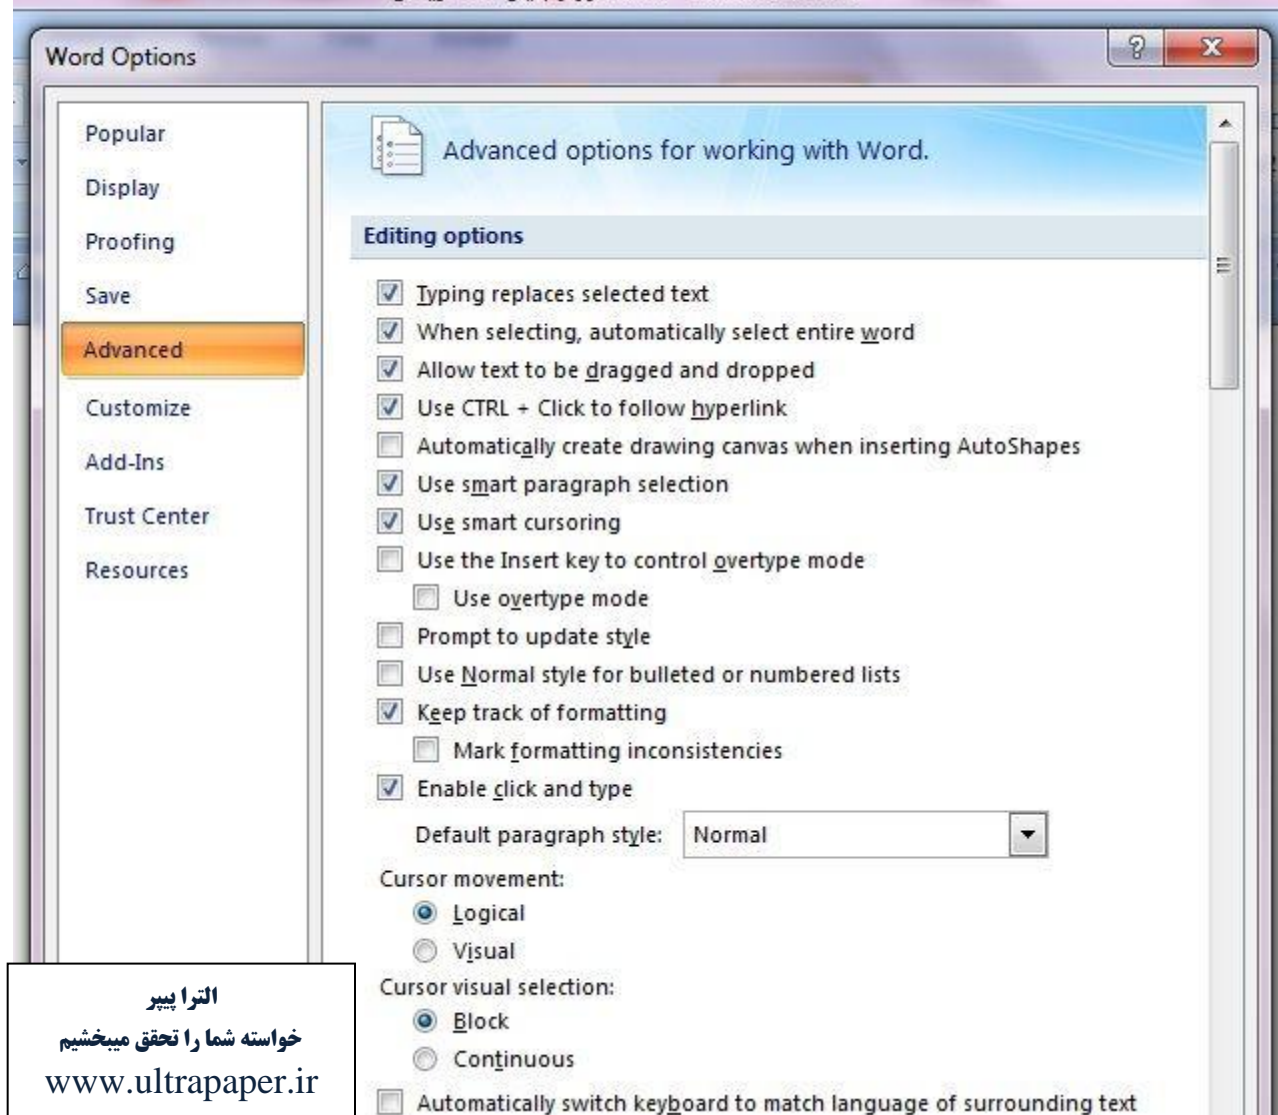 Word Options
Popular
Display
Proofing
Save
Advanced
Customize
Add-Ins
Trust Center
Resources
Advanced options for working with Word.
Editing options
Typing replaces selected text
When selecting, automatically select entire word
Allow text to be dragged and dropped
Use CTRL + Click to follow hyperlink
Automatically create drawing canvas when inserting AutoShapes
Use smart paragraph selection
Use smart cursoring
Use the Insert key to control overtype mode
Use overtype mode
Prompt to update style
Use Normal style for bulleted or numbered lists
Keep track of formatting
Mark formatting inconsistencies
Enable click and type
Default paragraph style: Normal
Cursor movement:
Logical
Visual
Cursor visual selection:
Block
Continuous
Automatically switch keyboard to match language of surrounding text
الترا پیپر
خواسته شما را تحقق میبخشیم
www.ultrapaper.ir